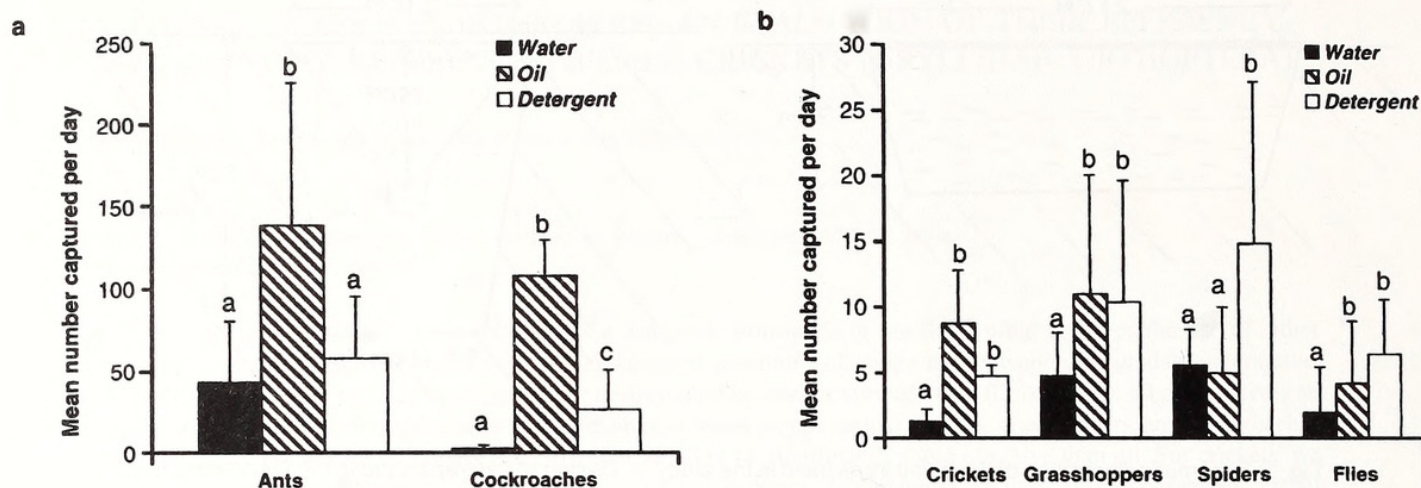 a
250
200
150
100
50
0
Mean number captured per day
Water
Oil
Detergent
a
b
a
a
b
c
Ants
Cockroaches
b
30
25
20
15
10
5
0
Mean number captured per day
Water
Oil
Detergent
a
b
b
a
b
b
a
a
b
a
b
b
Crickets
Grasshoppers
Spiders
Flies